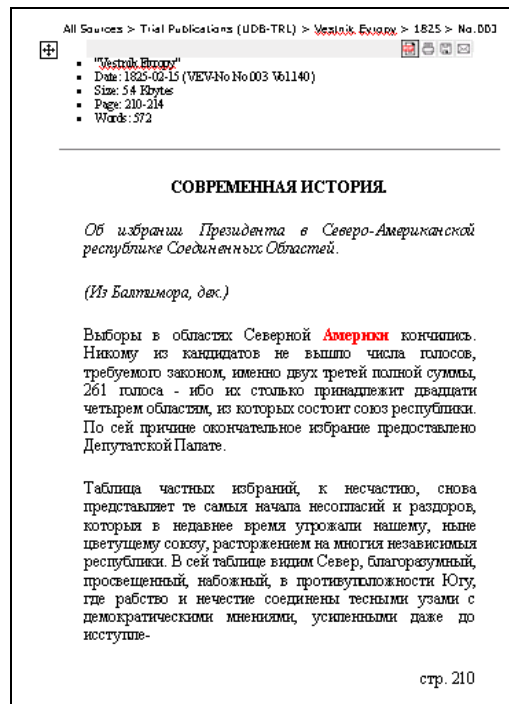 All Sources > Trial Publications (UDB-TRL) > Vestnik Evropy > 1825 > No.003
"Vestnik Evropy"
Date: 1825-02-15 (VEV-No No 003 Vol.140)
Size: 54 Kbytes
Page: 210-214
Words: 572
СОВРЕМЕННАЯ ИСТОРИЯ.
Об избрании Президента в Северо-Американской
республике Соединенных Областей.
(Из Балтимора, дек.)
Выборы в областях Северной Америки кончились.
Никому из кандидатов не вышло числа голосов,
требуемого законом, именно двух третей полной суммы,
261 голоса - ибо их столько принадлежит двадцати
четырем областям, из которых состоит союз республики.
По сей причине окончательное избрание предоставлено
Депутатской Палате.
Таблица частных избраний, к несчастию, снова
представляет те самыя начала несогласий и раздоров,
которыя в недавнее время угрожали нашему, ныне
цветущему союзу, расторжением на многия независимыя
республики. В сей таблице видим Север, благоразумный,
просвещенный, набожный, в противуположности Югу,
где рабство и нечестие соединены тесными узами с
демократическими мнениями, усиленными даже до
исступле-
стр. 210